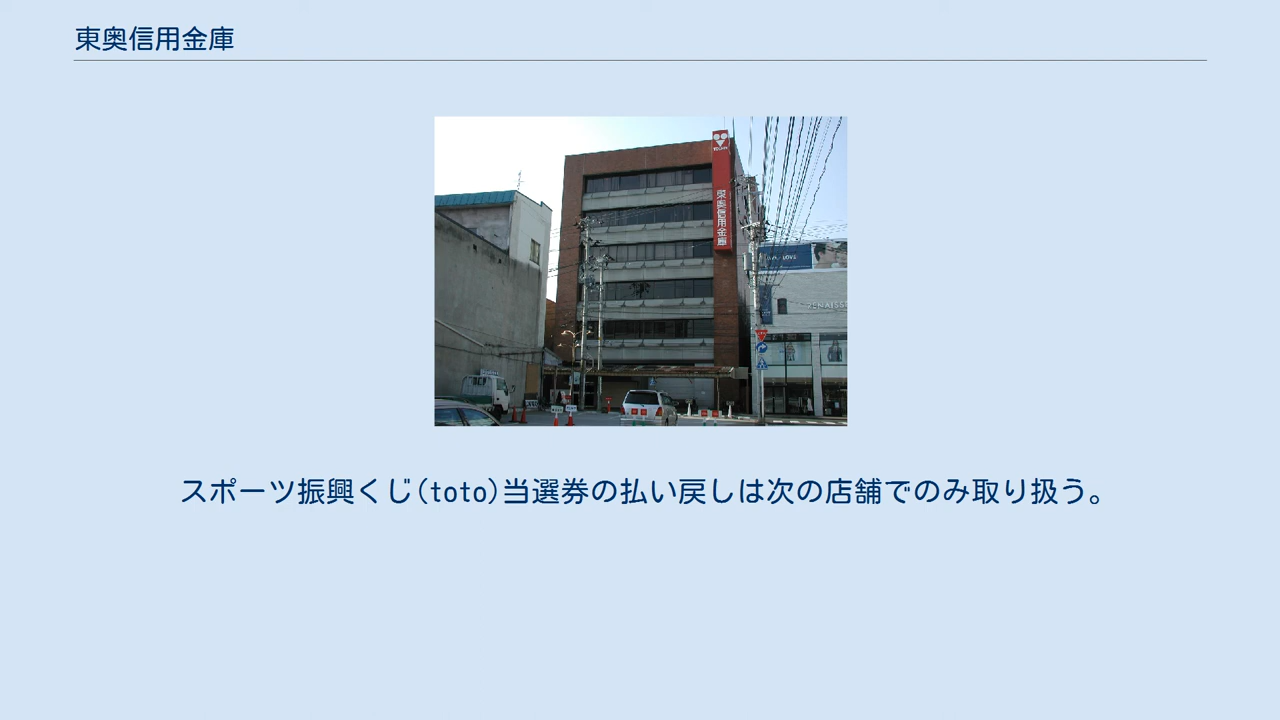 東奥信用金庫
東奥信用金庫
スポーツ振興くじ(toto)当選券の払い戻しは次の店舗でのみ取り扱う。